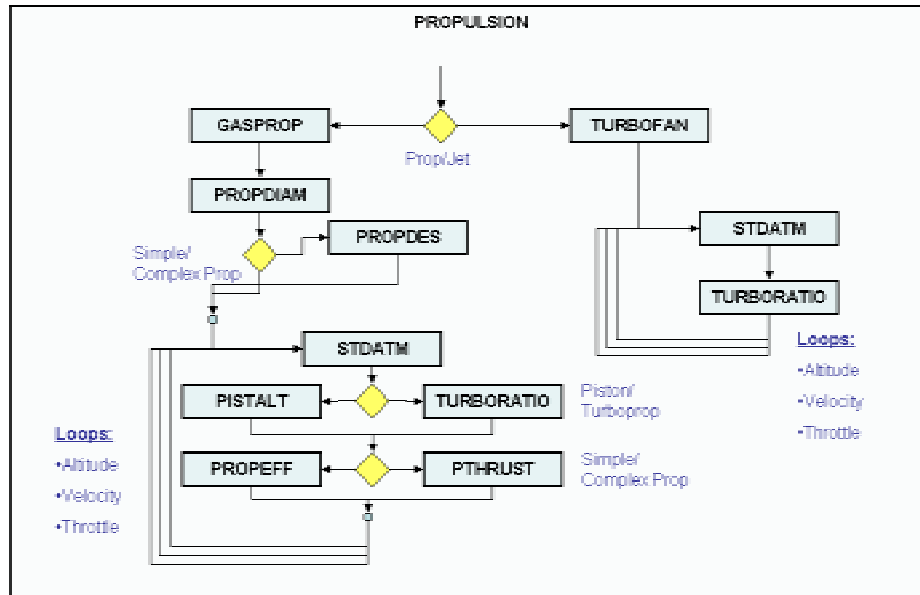 PROPULSION
GASPROP
TURBOFAN
Prop/Jet
PROPDIAM
PROPDES
STDATM
Simple/
Complex Prop
TURBORATIO
STDATM
Loops:
•Altitude
•Velocity
•Throttle
PISTALT
TURBORATIO
Piston/
Turboprop
Loops:
•Altitude
•Velocity
•Throttle
PROPEFF
PTHRUST
Simple/
Complex Prop